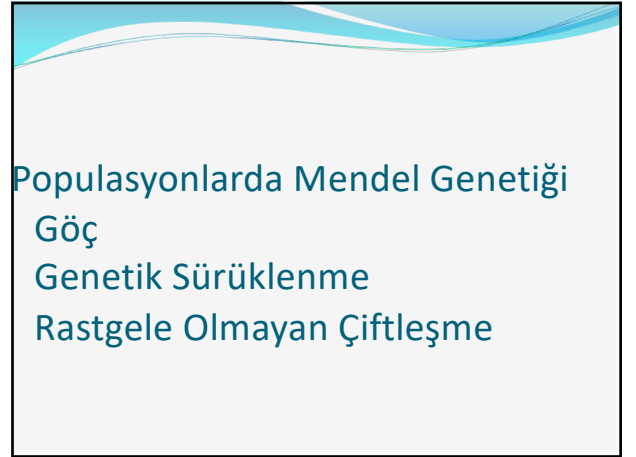 Populasyonlarda Mendel Genetiği
Göç
Genetik Sürüklenme
Rastgele Olmayan Çiftleşme